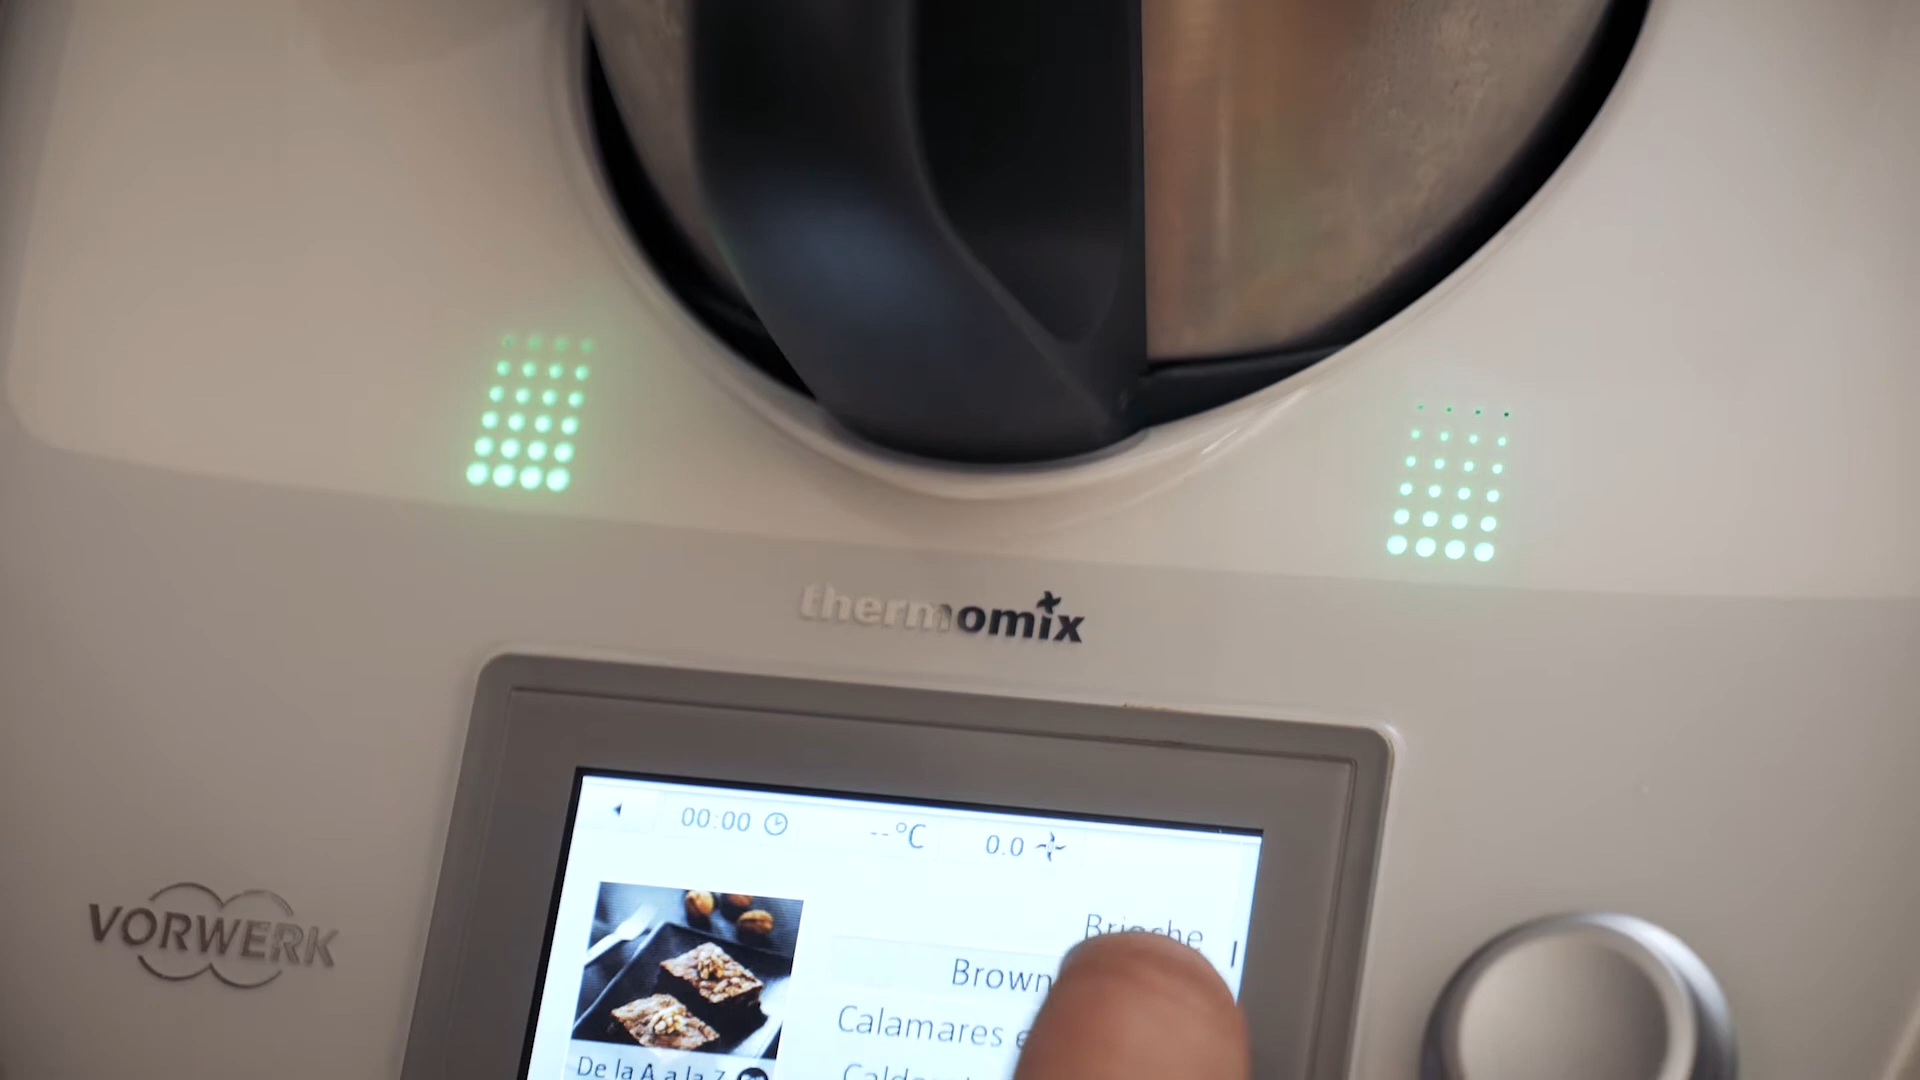 thermomix
VORWERK
00:00 --°C 0.0
Brioche
Brown
Calamares e
De la A a la Z